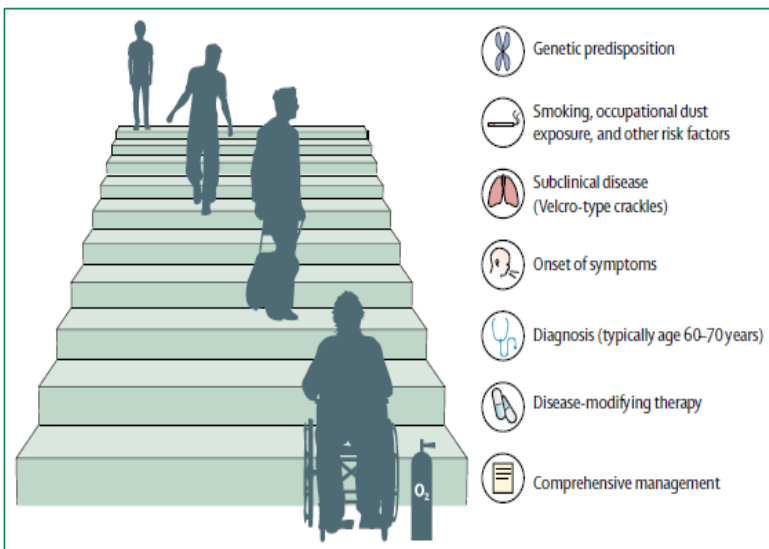 Genetic predisposition
Smoking, occupational dust
exposure, and other risk factors
Subclinical disease
(Velcro-type crackles)
Onset of symptoms
Diagnosis (typically age 60–70 years)
Disease-modifying therapy
Comprehensive management
O₂